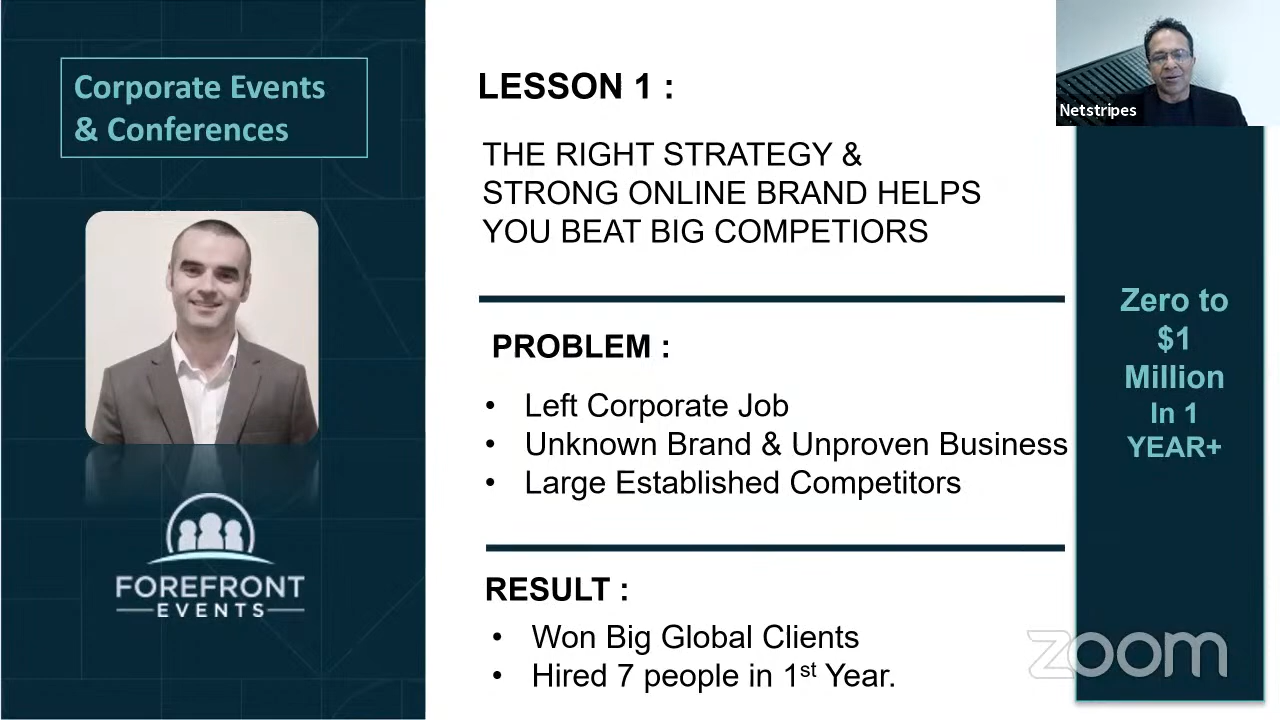 Corporate Events
& Conferences
FOREFRONT
EVENTS
LESSON 1 :
THE RIGHT STRATEGY &
STRONG ONLINE BRAND HELPS
YOU BEAT BIG COMPETIORS
PROBLEM :
• Left Corporate Job
• Unknown Brand & Unproven Business
• Large Established Competitors
RESULT :
• Won Big Global Clients
• Hired 7 people in 1st Year.
Netstripes
Zero to
$1
Million
In 1
YEAR+
zoom